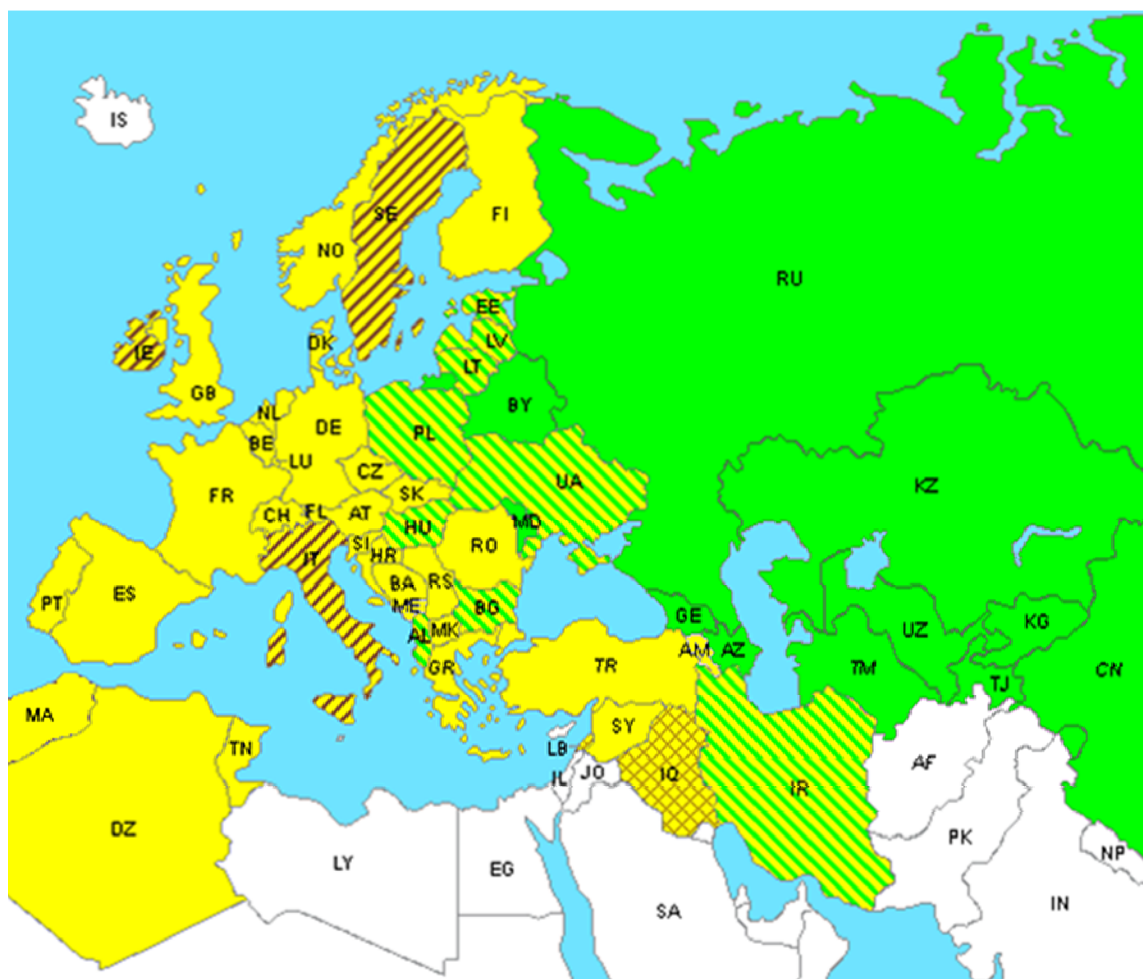 IS
SE
FI
NO
RU
EE
LV
DK
IE
LT
GB
BY
NL
DE
PL
BE
LU
CZ
UA
KZ
FR
SK
CH
FL
AT
HU
MD
RO
SI
HR
IT
BA
RS
ES
PT
ME
BG
GE
UZ
KG
AL
MK
AM
AZ
GR
TR
TM
TJ
CN
MA
SY
TN
LB
IL
JO
IQ
IR
AF
DZ
PK
LY
EG
NP
SA
IN